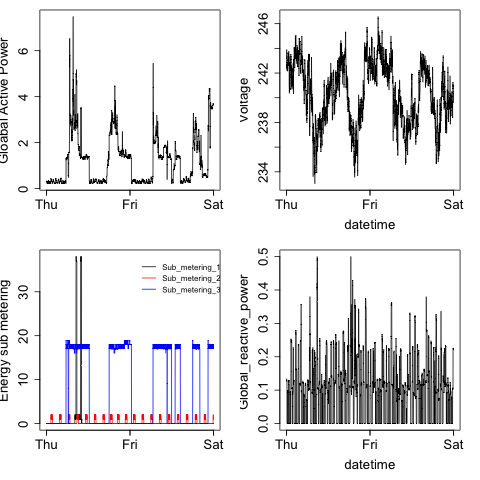 Gloabal Active Power
0
2
4
6
Thu
Fri
Sat
Voltage
234
238
242
246
Thu
Fri
Sat
datetime
Energy sub metering
0
10
20
30
Sub_metering_1
Sub_metering_2
Sub_metering_3
Thu
Fri
Sat
Global_reactive_power
0.0
0.1
0.2
0.3
0.4
0.5
Thu
Fri
Sat
datetime